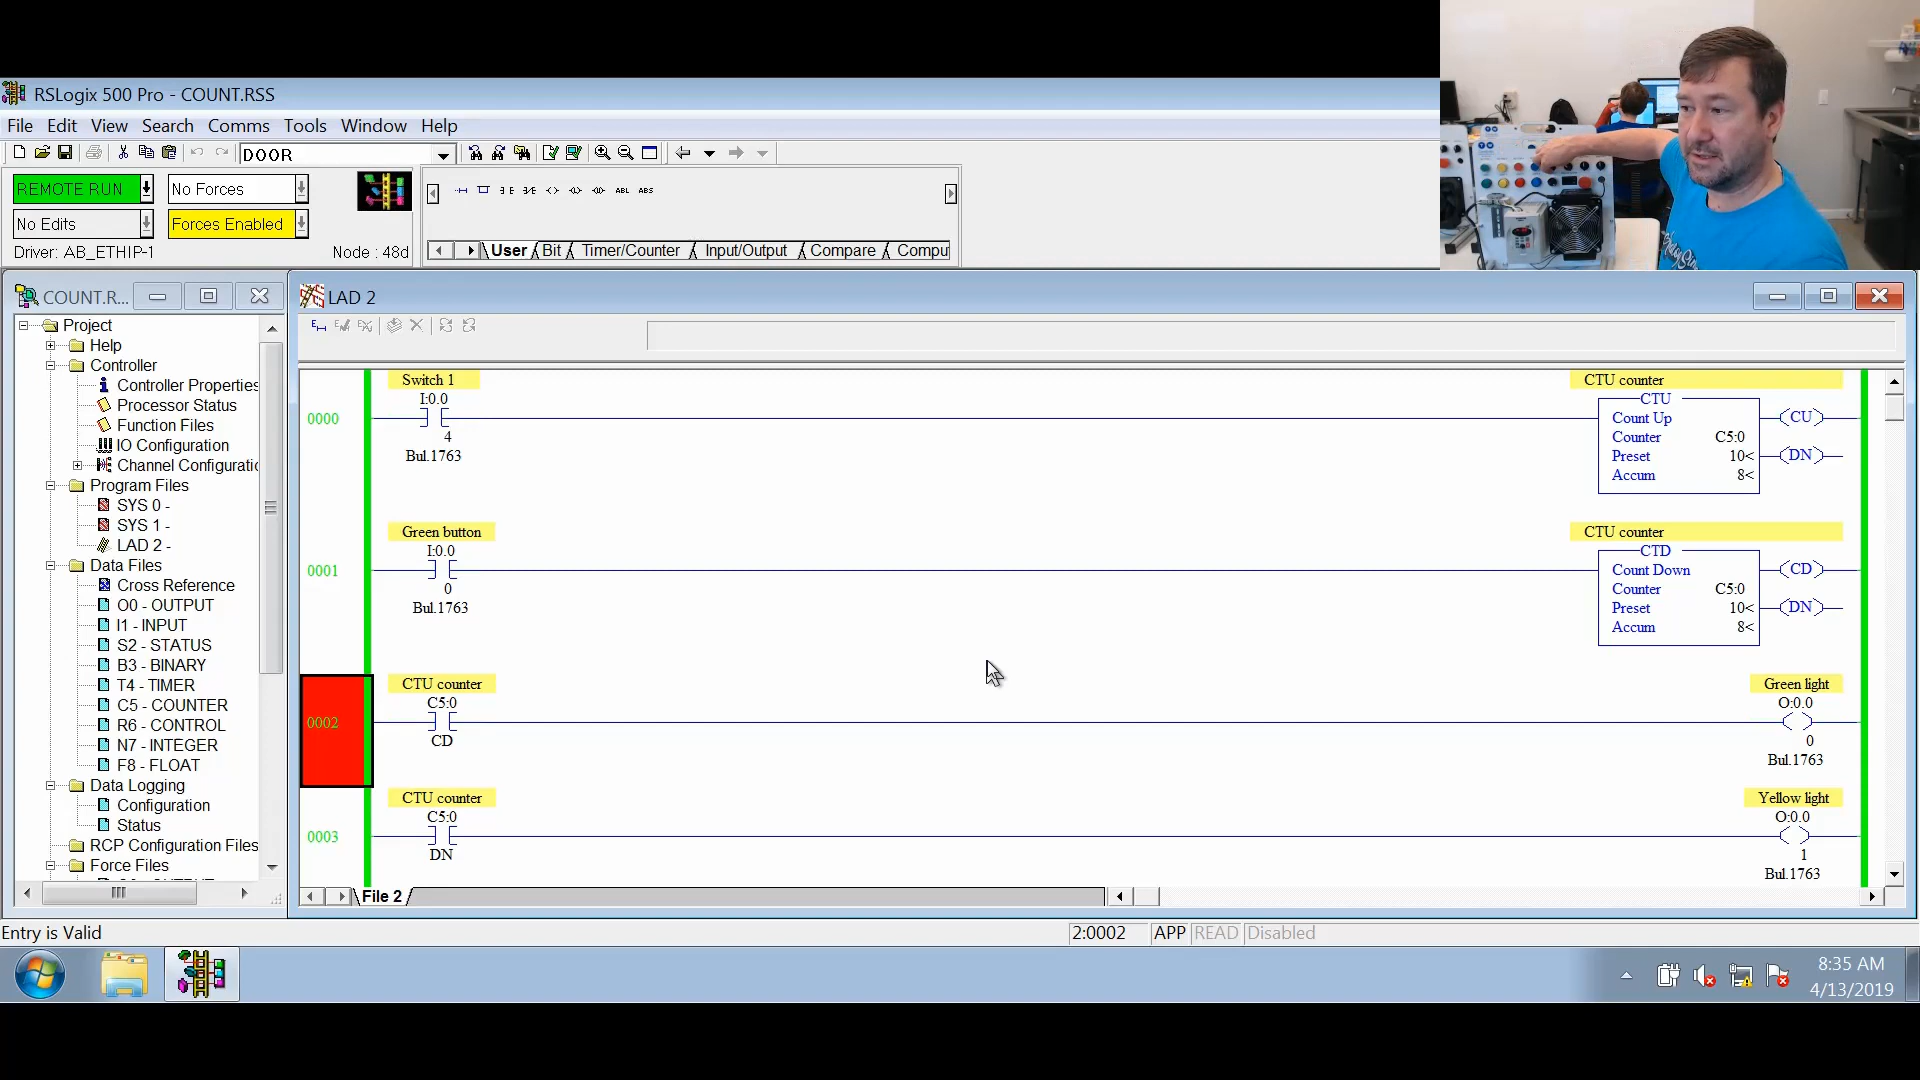 RSLogix 500 Pro - COUNT.RSS
File Edit View Search Comms Tools Window Help
DOOR
REMOTE RUN No Forces
No Edits Forces Enabled
Driver: AB_ETHIP-1 Node : 48d
ABL ABS
User Bit Timer/Counter Input/Output Compare Compu
COUNT.R...
LAD 2
Project
Help
Controller
Controller Properties
Processor Status
Function Files
IO Configuration
Channel Configuratio
Program Files
SYS 0 -
SYS 1 -
LAD 2 -
Data Files
Cross Reference
O0 - OUTPUT
I1 - INPUT
S2 - STATUS
B3 - BINARY
T4 - TIMER
C5 - COUNTER
R6 - CONTROL
N7 - INTEGER
F8 - FLOAT
Data Logging
Configuration
Status
RCP Configuration Files
Force Files
Switch 1
I:0.0
0000
4
Bul.1763
CTU counter
CTU
Count Up
Counter C5:0
Preset 10<
Accum 8<
CU
DN
Green button
I:0.0
0001
0
Bul.1763
CTU counter
CTD
Count Down
Counter C5:0
Preset 10<
Accum 8<
CD
DN
CTU counter
C5:0
0002
CD
Green light
O:0.0
0
Bul.1763
CTU counter
C5:0
0003
DN
Yellow light
O:0.0
1
Bul.1763
File 2
Entry is Valid
2:0002 APP READ Disabled
8:35 AM
4/13/2019